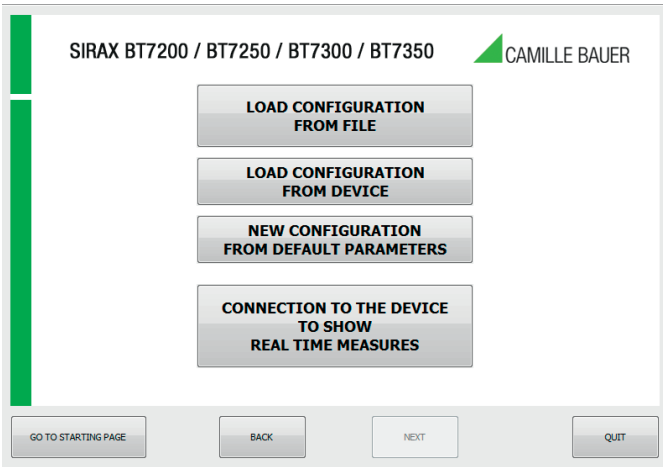 SIRAX BT7200 / BT7250 / BT7300 / BT7350
CAMILLE BAUER
LOAD CONFIGURATION
FROM FILE
LOAD CONFIGURATION
FROM DEVICE
NEW CONFIGURATION
FROM DEFAULT PARAMETERS
CONNECTION TO THE DEVICE
TO SHOW
REAL TIME MEASURES
GO TO STARTING PAGE
BACK
NEXT
QUIT